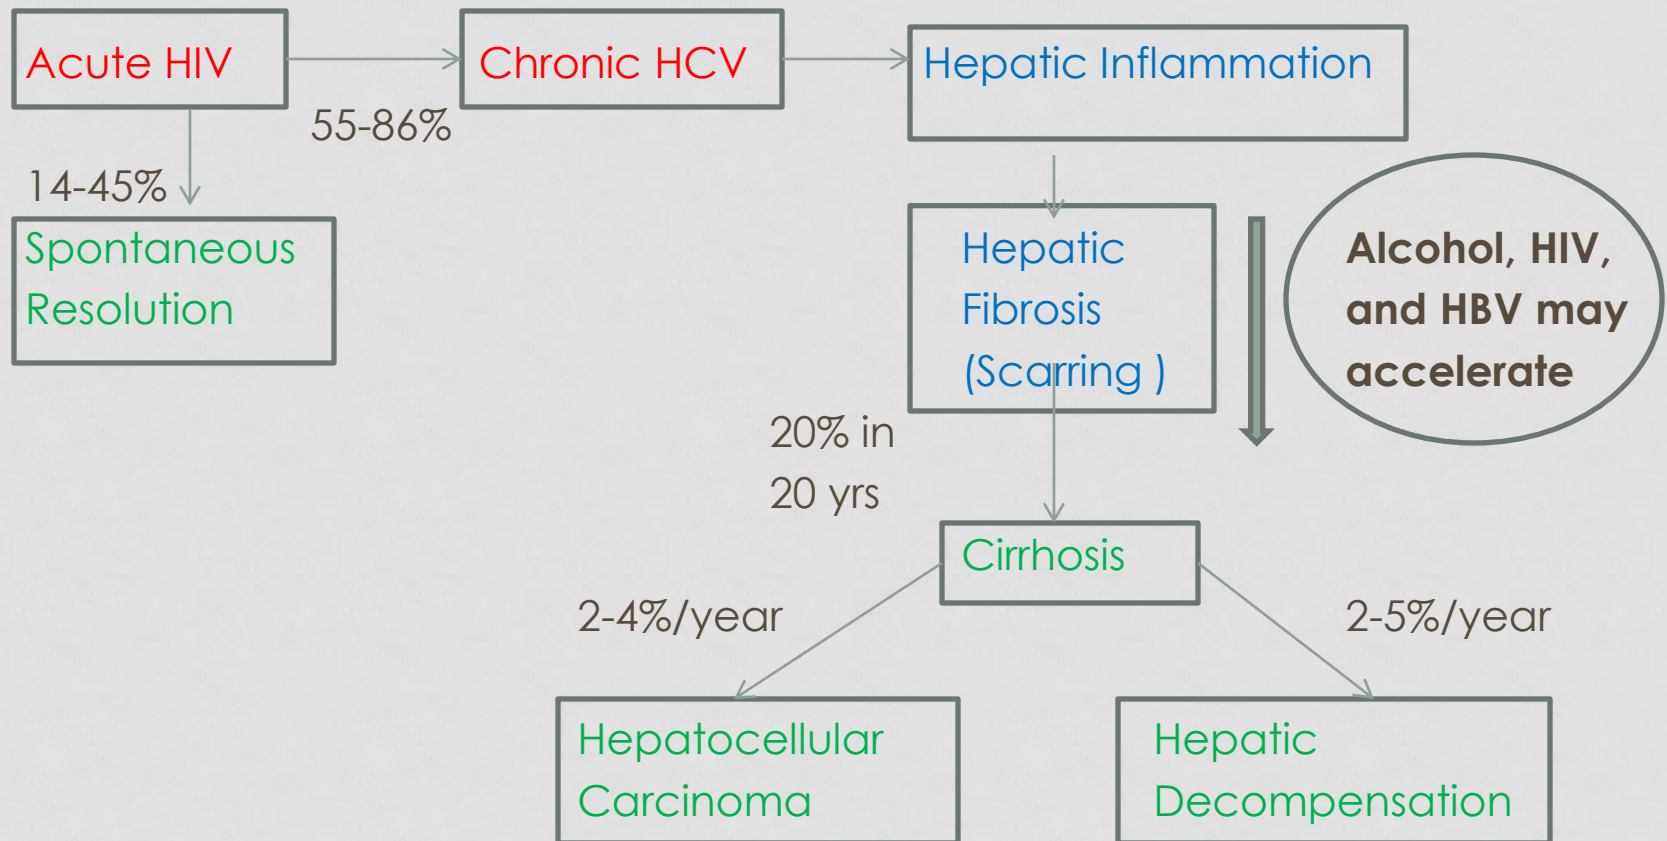 Acute HIV
Chronic HCV
Hepatic Inflammation
55-86%
14-45%
Spontaneous
Resolution
Hepatic
Fibrosis
(Scarring )
Alcohol, HIV,
and HBV may
accelerate
20% in
20 yrs
Cirrhosis
2-4%/year
2-5%/year
Hepatocellular
Carcinoma
Hepatic
Decompensation